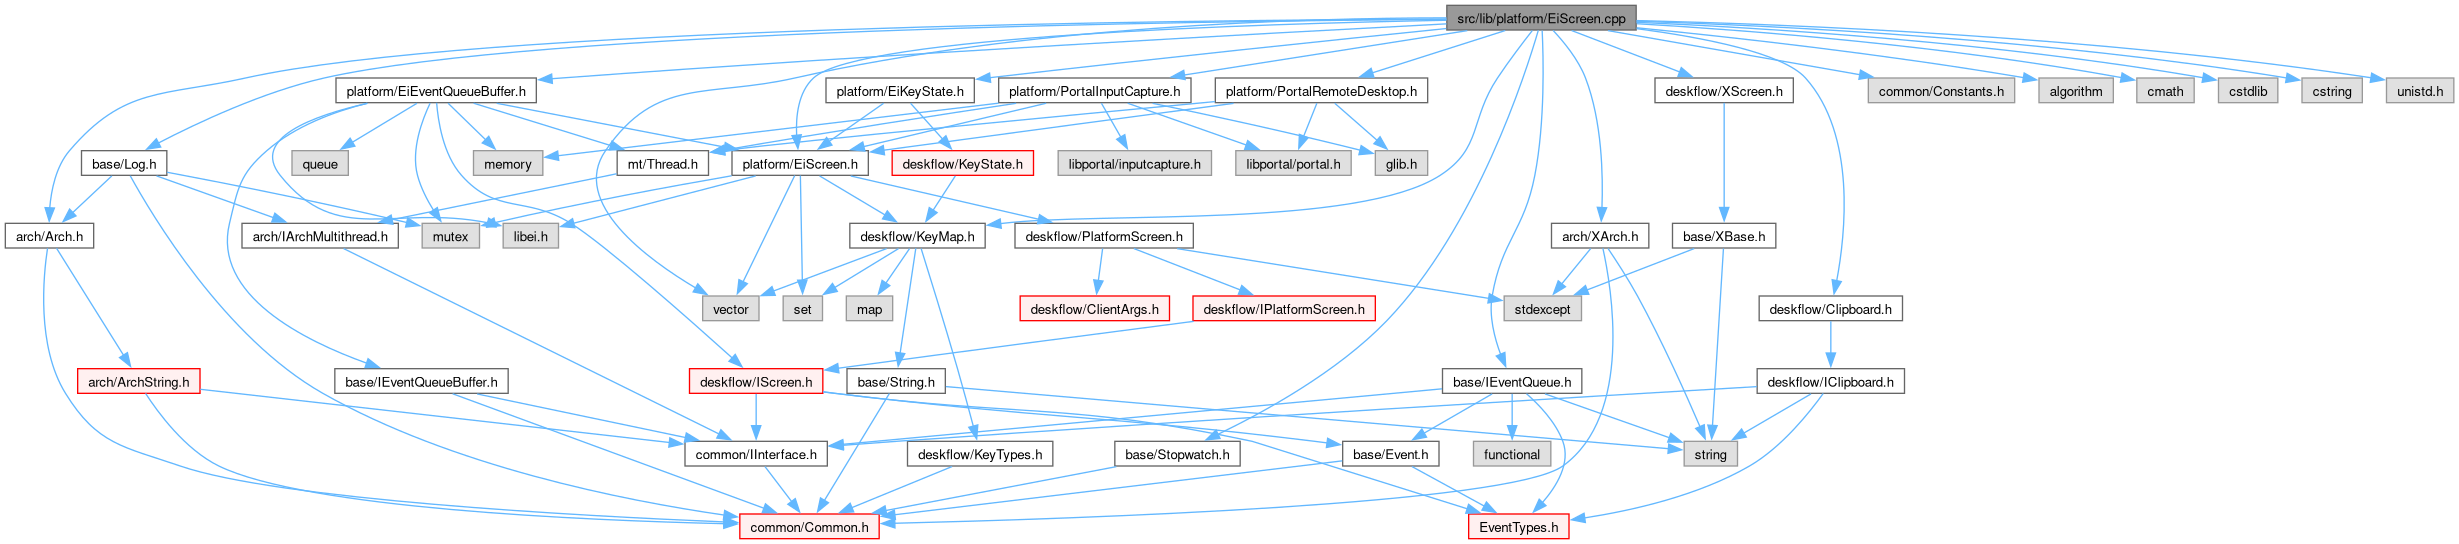 src/lib/platform/EiScreen.cpp
platform/EiEventQueueBuffer.h
platform/EiKeyState.h
platform/PortalInputCapture.h
platform/PortalRemoteDesktop.h
deskflow/XScreen.h
common/Constants.h
algorithm
cmath
cstdlib
cstring
unistd.h
base/Log.h
queue
memory
mt/Thread.h
platform/EiScreen.h
deskflow/KeyState.h
libportal/inputcapture.h
libportal/portal.h
glib.h
arch/Arch.h
arch/IArchMultithread.h
mutex
libei.h
deskflow/KeyMap.h
deskflow/PlatformScreen.h
arch/XArch.h
base/XBase.h
vector
set
map
deskflow/ClientArgs.h
deskflow/IPlatformScreen.h
stdexcept
deskflow/Clipboard.h
arch/ArchString.h
base/IEventQueueBuffer.h
deskflow/IScreen.h
base/String.h
base/IEventQueue.h
deskflow/IClipboard.h
common/IInterface.h
deskflow/KeyTypes.h
base/Stopwatch.h
base/Event.h
functional
string
common/Common.h
EventTypes.h